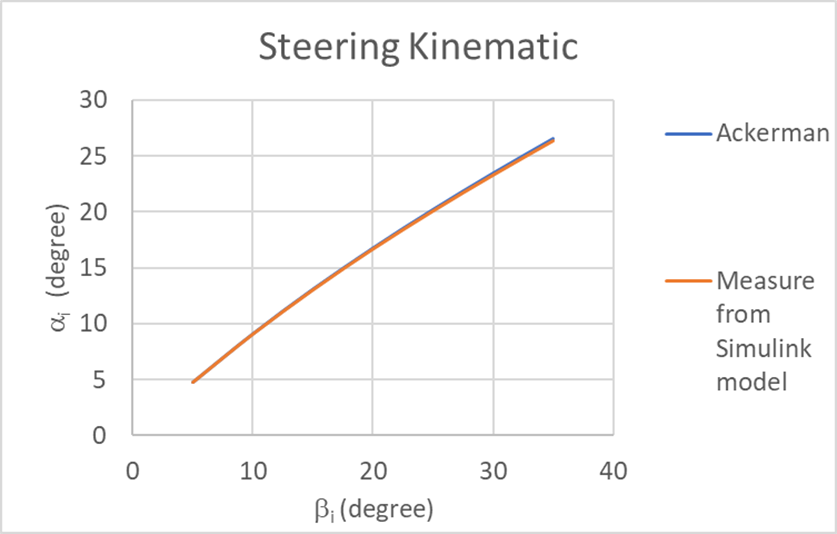 Steering Kinematic
30
25
20
15
10
5
0
αᵢ (degree)
0 10 20 30 40
βᵢ (degree)
Ackerman
Measure
from
Simulink
model